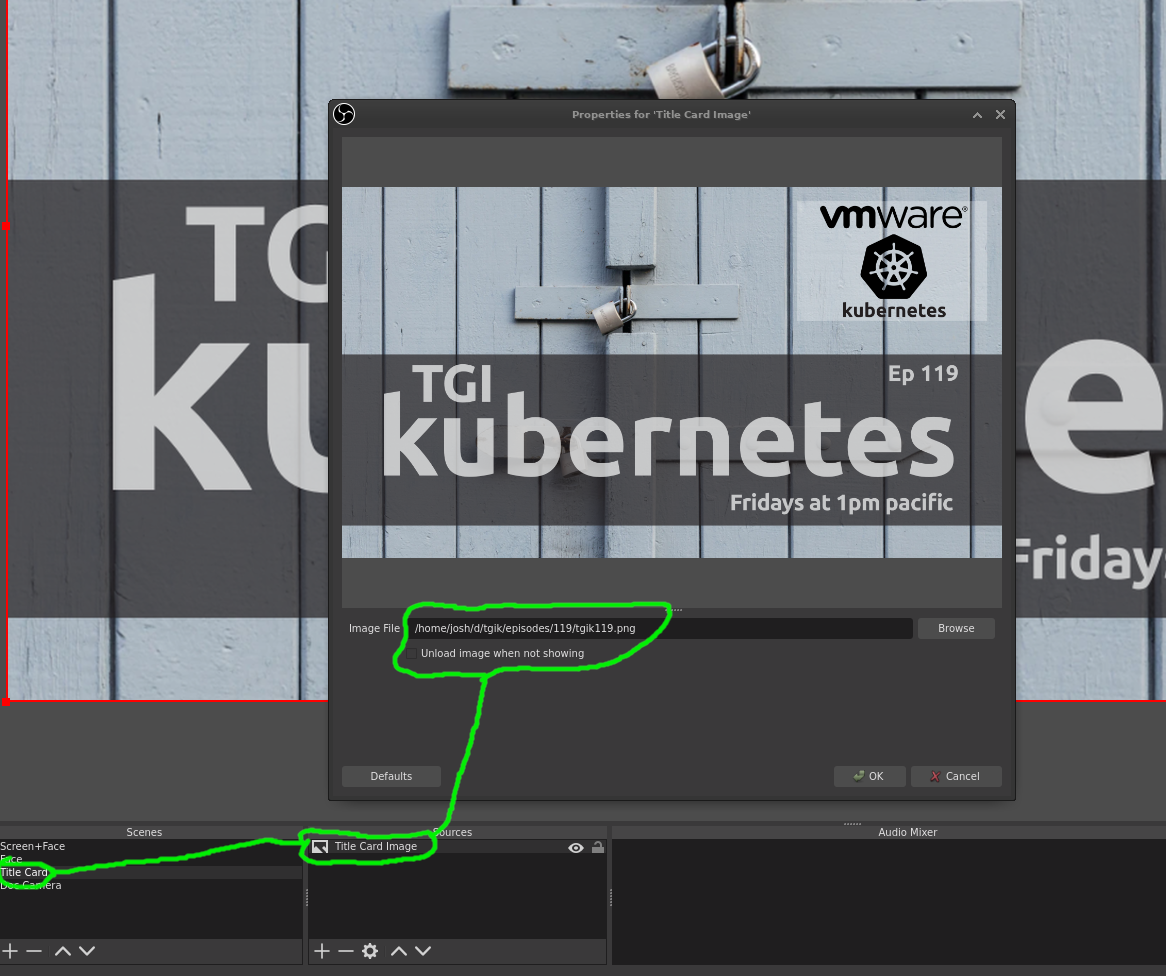 Properties for 'Title Card Image'
TG
ku
e
Friday
vmware®
kubernetes
Ep 119
TGI
kubernetes
Fridays at 1pm pacific
Image File /home/josh/d/tgik/episodes/119/tgik119.png Browse
Unload image when not showing
Defaults OK Cancel
Scenes Sources Audio Mixer
Screen+Face Title Card Image
Face
Title Card
Doc Camera